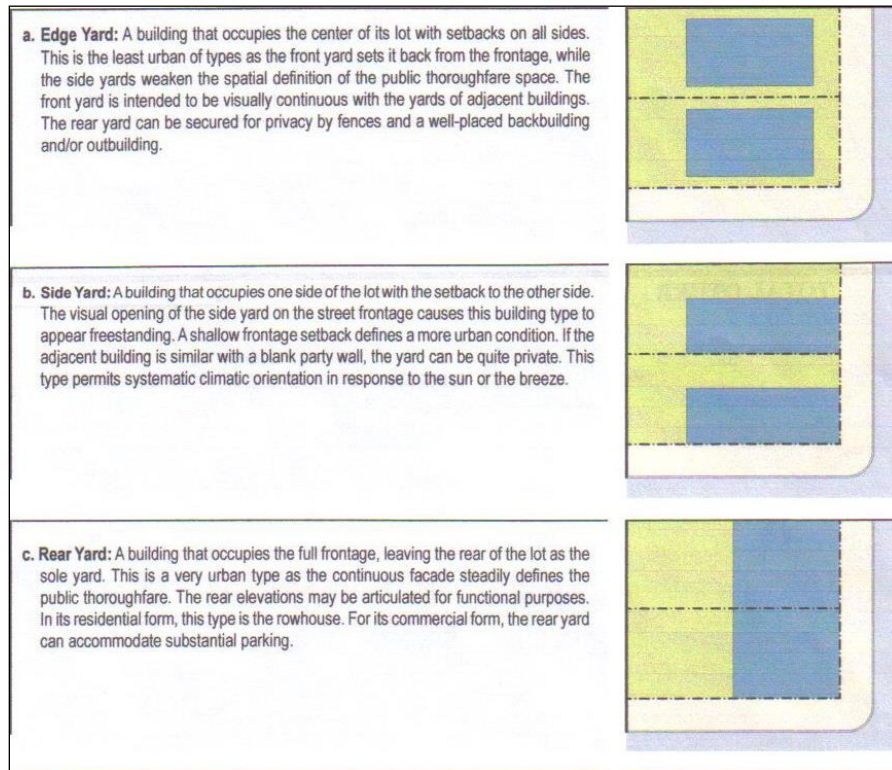 a. Edge Yard: A building that occupies the center of its lot with setbacks on all sides.
This is the least urban of types as the front yard sets it back from the frontage, while
the side yards weaken the spatial definition of the public thoroughfare space. The
front yard is intended to be visually continuous with the yards of adjacent buildings.
The rear yard can be secured for privacy by fences and a well-placed backbuilding
and/or outbuilding.
b. Side Yard: A building that occupies one side of the lot with the setback to the other side.
The visual opening of the side yard on the street frontage causes this building type to
appear freestanding. A shallow frontage setback defines a more urban condition. If the
adjacent building is similar with a blank party wall, the yard can be quite private. This
type permits systematic climatic orientation in response to the sun or the breeze.
c. Rear Yard: A building that occupies the full frontage, leaving the rear of the lot as the
sole yard. This is a very urban type as the continuous facade steadily defines the
public thoroughfare. The rear elevations may be articulated for functional purposes.
In its residential form, this type is the rowhouse. For its commercial form, the rear yard
can accommodate substantial parking.